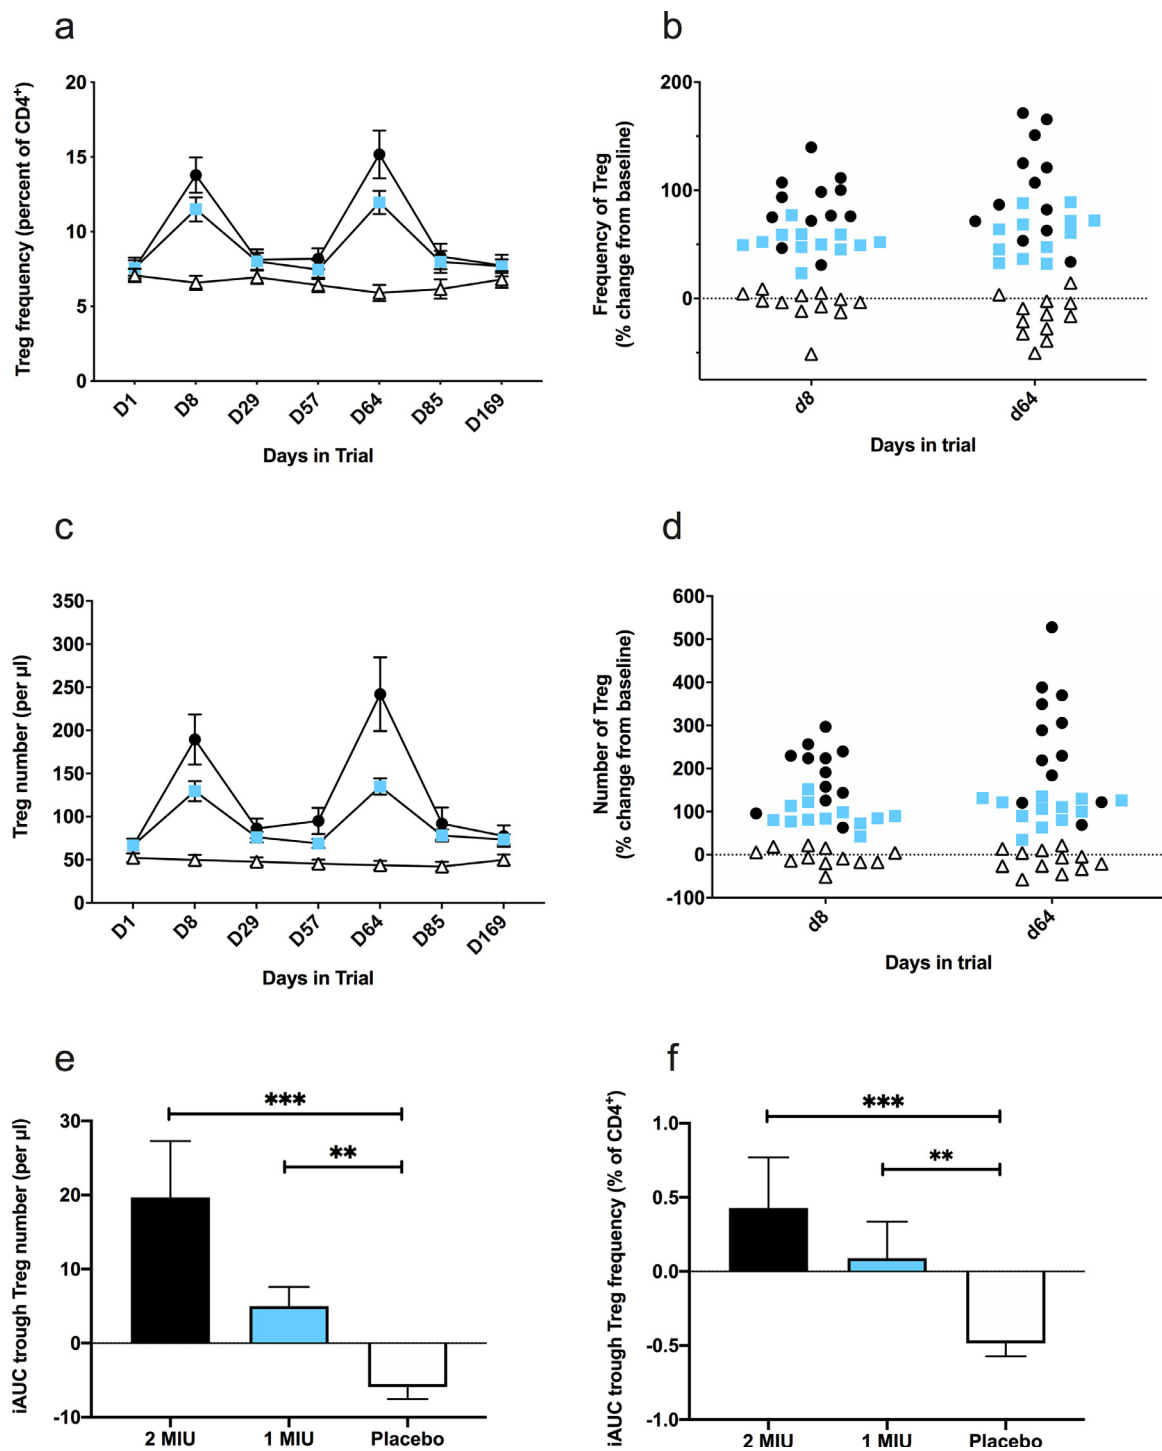 a
Treg frequency (percent of CD4⁺)
20
15
10
5
0
D1 D8 D29 D57 D64 D85 D169
Days in Trial
b
Frequency of Treg
(% change from baseline)
200
100
0
d8 d64
Days in trial
c
Treg number (per µl)
350
300
250
200
150
100
50
0
D1 D8 D29 D57 D64 D85 D169
Days in Trial
d
Number of Treg
(% change from baseline)
600
500
400
300
200
100
0
-100
d8 d64
Days in trial
e
iAUC trough Treg number (per µl)
30
20
10
0
-10
***
**
2 MIU 1 MIU Placebo
f
iAUC trough Treg frequency (% of CD4⁺)
1.0
0.5
0.0
-0.5
-1.0
***
**
2 MIU 1 MIU Placebo